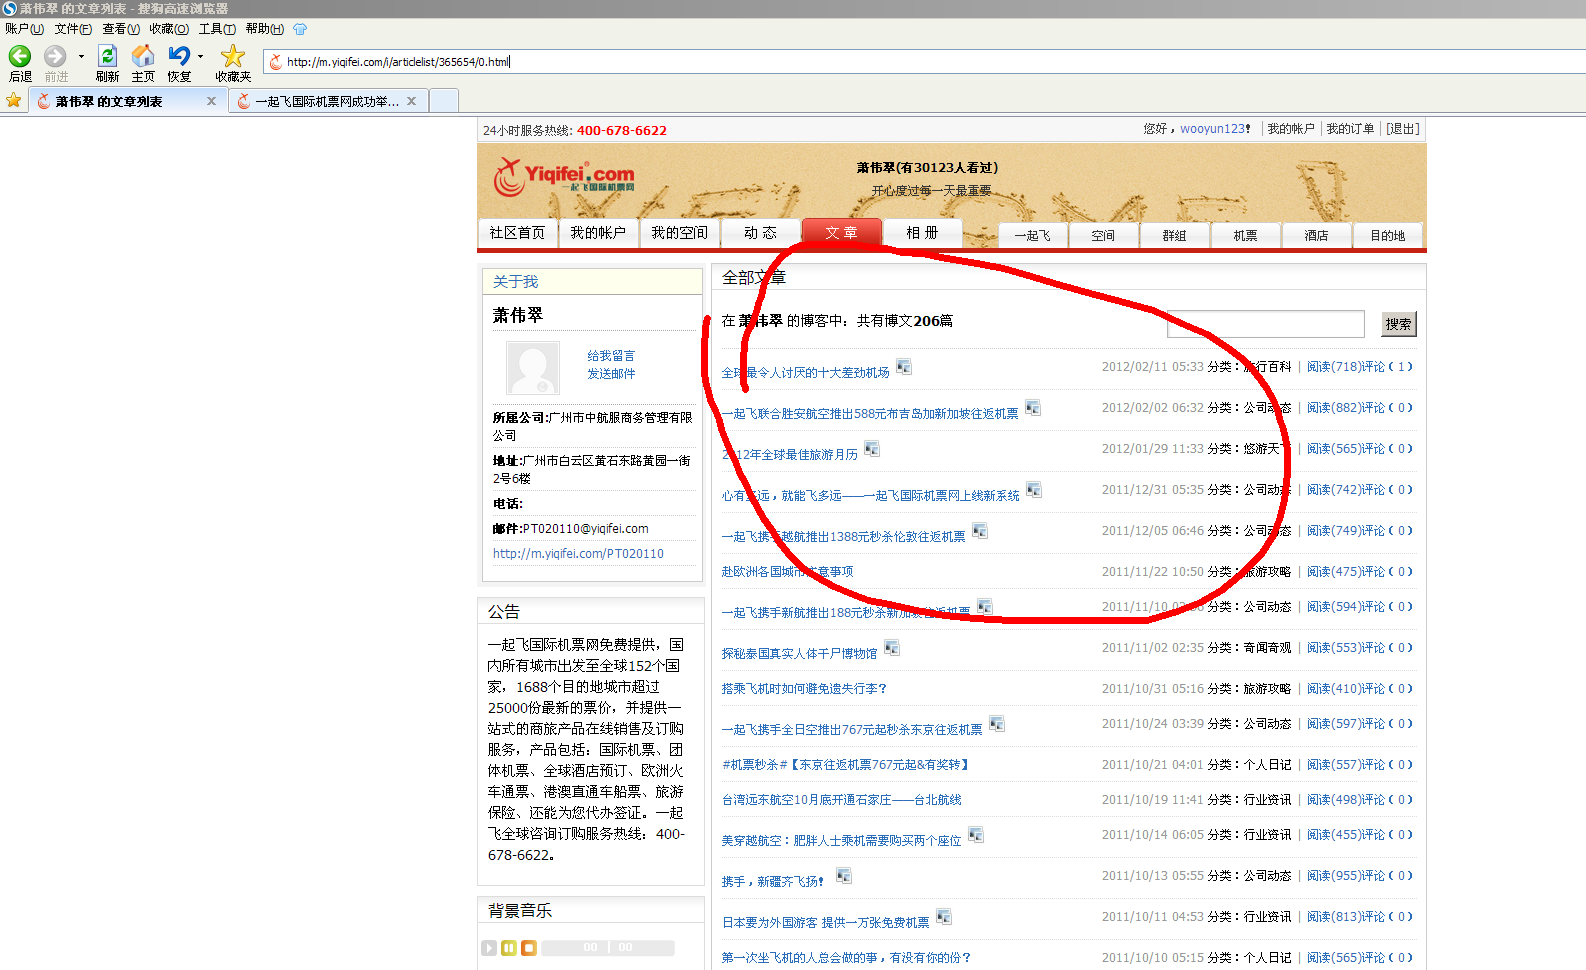 萧伟翠 的文章列表 - 搜狗高速浏览器
账户(U) 文件(F) 查看(V) 收藏(O) 工具(T) 帮助(H)
后退 前进 刷新 主页 恢复 收藏夹 http://m.yiqifei.com/i/articlelist/365654/0.html
萧伟翠 的文章列表 x 一起飞国际机票网成功举... x
24小时服务热线: 400-678-6622 您好，wooyun123! | 我的帐户 | 我的订单 | [退出]
Yiqifei.com
一起飞国际机票网
萧伟翠(有30123人看过)
开心度过每一天最重要
社区首页 我的帐户 我的空间 动 态 文 章 相 册 一起飞 空间 群组 机票 酒店 目的地
关于我
萧伟翠
给我留言
发送邮件
所属公司:广州市中航服商务管理有限
公司
地址:广州市白云区黄石东路黄园一街
2号6楼
电话:
邮件:PT020110@yiqifei.com
http://m.yiqifei.com/PT020110
公告
一起飞国际机票网免费提供，国
内所有城市出发至全球152个国
家，1688个目的地城市超过
25000份最新的票价，并提供一
站式的商旅产品在线销售及订购
服务，产品包括：国际机票、团
体机票、全球酒店预订、欧洲火
车通票、港澳直通车船票、旅游
保险、还能为您代办签证。一起
飞全球咨询订购服务热线：400-
678-6622。
背景音乐
00 | 00
全部文章
在 萧伟翠 的博客中：共有博文206篇 搜索
全球最令人讨厌的十大差劲机场 2012/02/11 05:33 分类：旅行百科 | 阅读(718)评论（1）
一起飞联合胜安航空推出588元布吉岛加新加坡往返机票 2012/02/02 06:32 分类：公司动态 | 阅读(882)评论（0）
2012年全球最佳旅游月历 2012/01/29 11:33 分类：悠游天下 | 阅读(565)评论（0）
心有多远，就能飞多远——一起飞国际机票网上线新系统 2011/12/31 05:35 分类：公司动态 | 阅读(742)评论（0）
一起飞携手越航推出1388元秒杀伦敦往返机票 2011/12/05 06:46 分类：公司动态 | 阅读(749)评论（0）
赴欧洲各国城市注意事项 2011/11/22 10:50 分类：旅游攻略 | 阅读(475)评论（0）
一起飞携手新航推出188元秒杀新加坡往返机票 2011/11/10 分类：公司动态 | 阅读(594)评论（0）
探秘泰国真实人体干尸博物馆 2011/11/02 02:35 分类：奇闻奇观 | 阅读(553)评论（0）
搭乘飞机时如何避免遗失行李？ 2011/10/31 05:16 分类：旅游攻略 | 阅读(410)评论（0）
一起飞携手全日空推出767元起秒杀东京往返机票 2011/10/24 03:39 分类：公司动态 | 阅读(597)评论（0）
#机票秒杀#【东京往返机票767元起&有奖转】 2011/10/21 04:01 分类：个人日记 | 阅读(557)评论（0）
台湾远东航空10月底开通石家庄——台北航线 2011/10/19 11:41 分类：行业资讯 | 阅读(498)评论（0）
美穿越航空：肥胖人士乘机需要购买两个座位 2011/10/14 06:05 分类：行业资讯 | 阅读(455)评论（0）
携手，新疆齐飞扬！ 2011/10/13 05:55 分类：公司动态 | 阅读(955)评论（0）
日本要为外国游客 提供一万张免费机票 2011/10/11 04:53 分类：行业资讯 | 阅读(813)评论（0）
第一次坐飞机的人总会做的事，有没有你的份？ 2011/10/10 05:15 分类：个人日记 | 阅读(565)评论（0）